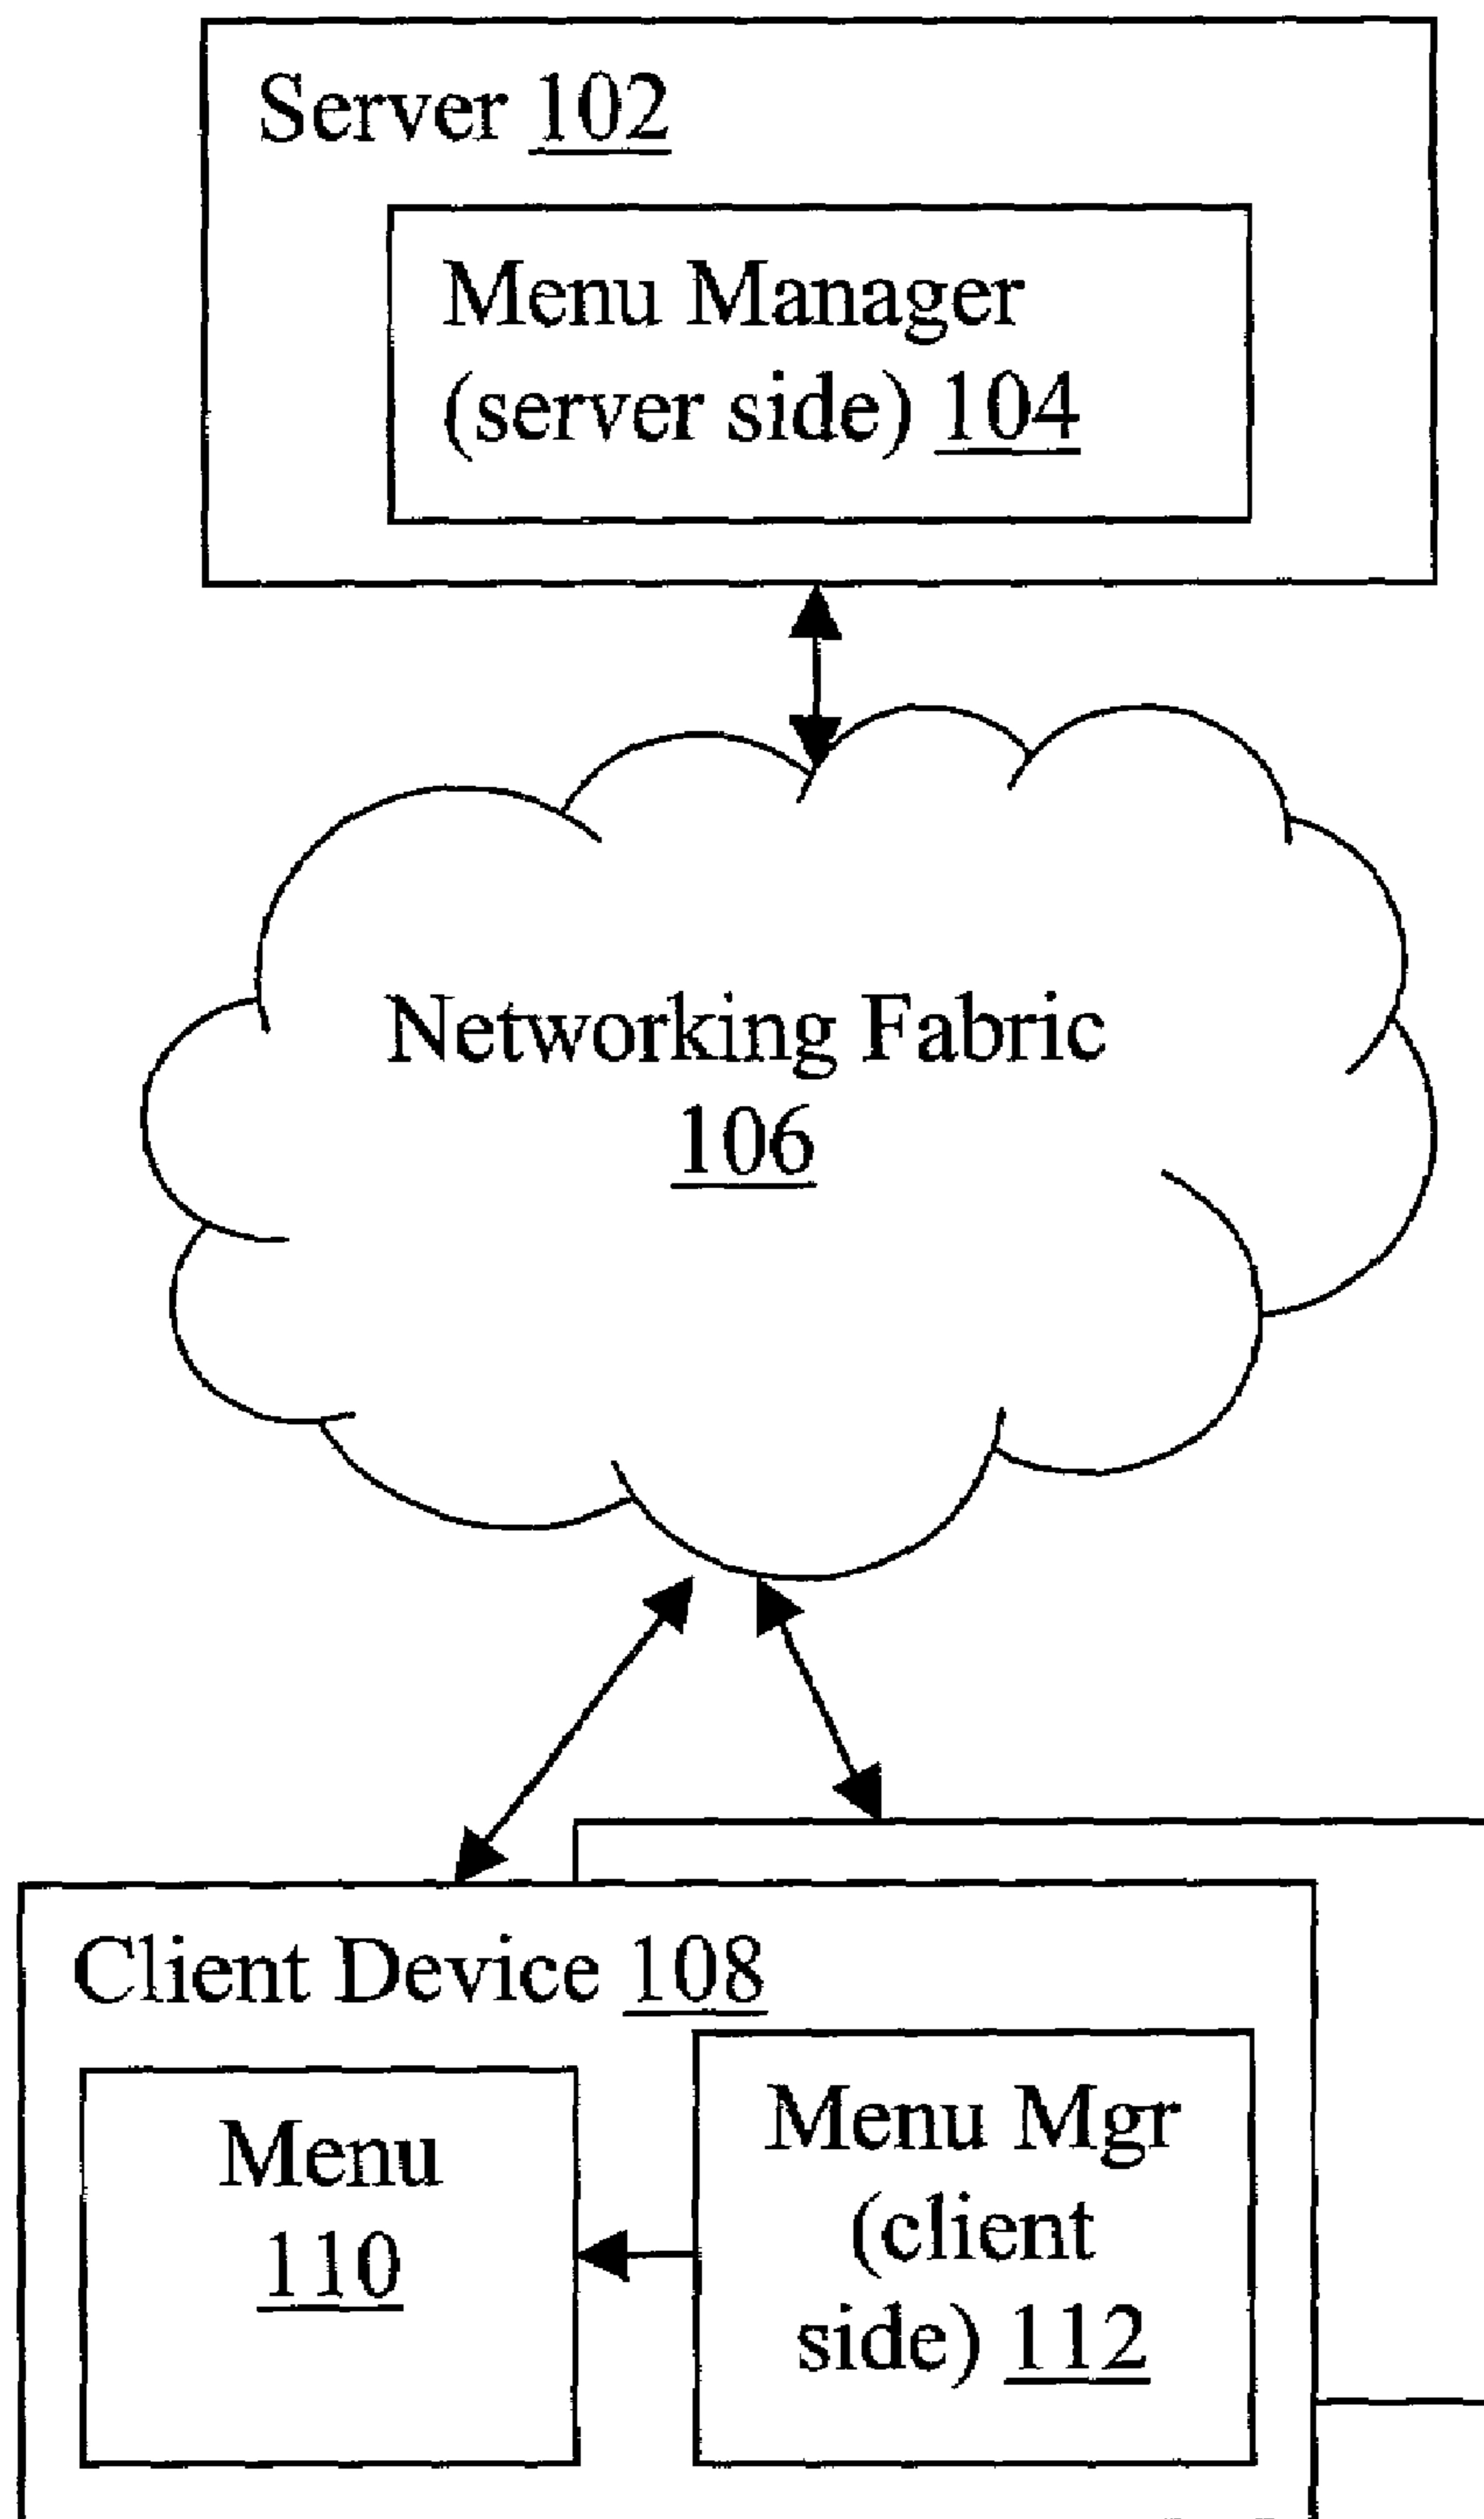 Server 102
Menu Manager
(server side) 104
Networking Fabric
106
Client Device 108
Menu
110
Menu Mgr
(client
side) 112